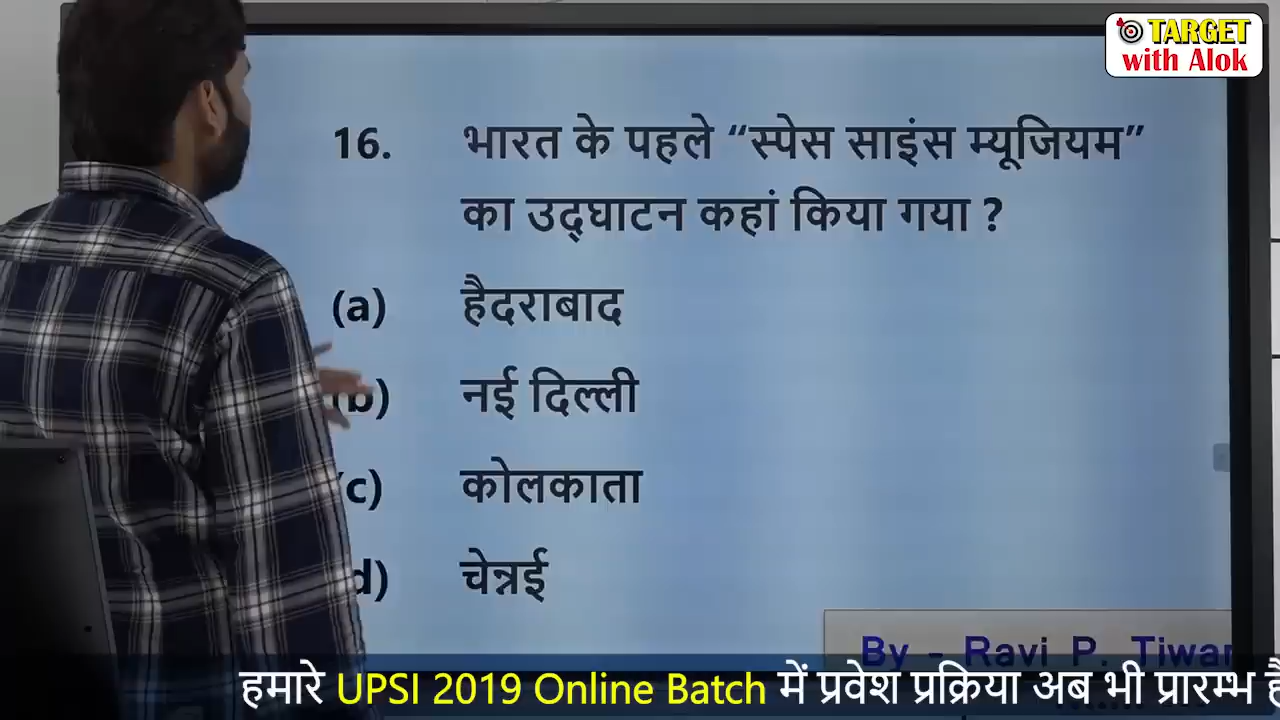 TARGET
with Alok
16. भारत के पहले “स्पेस साइंस म्यूजियम”
का उद्घाटन कहां किया गया ?
(a) हैदराबाद
(b) नई दिल्ली
(c) कोलकाता
(d) चेन्नई
By - Ravi P. Tiwar
हमारे UPSI 2019 Online Batch में प्रवेश प्रक्रिया अब भी प्रारम्भ है